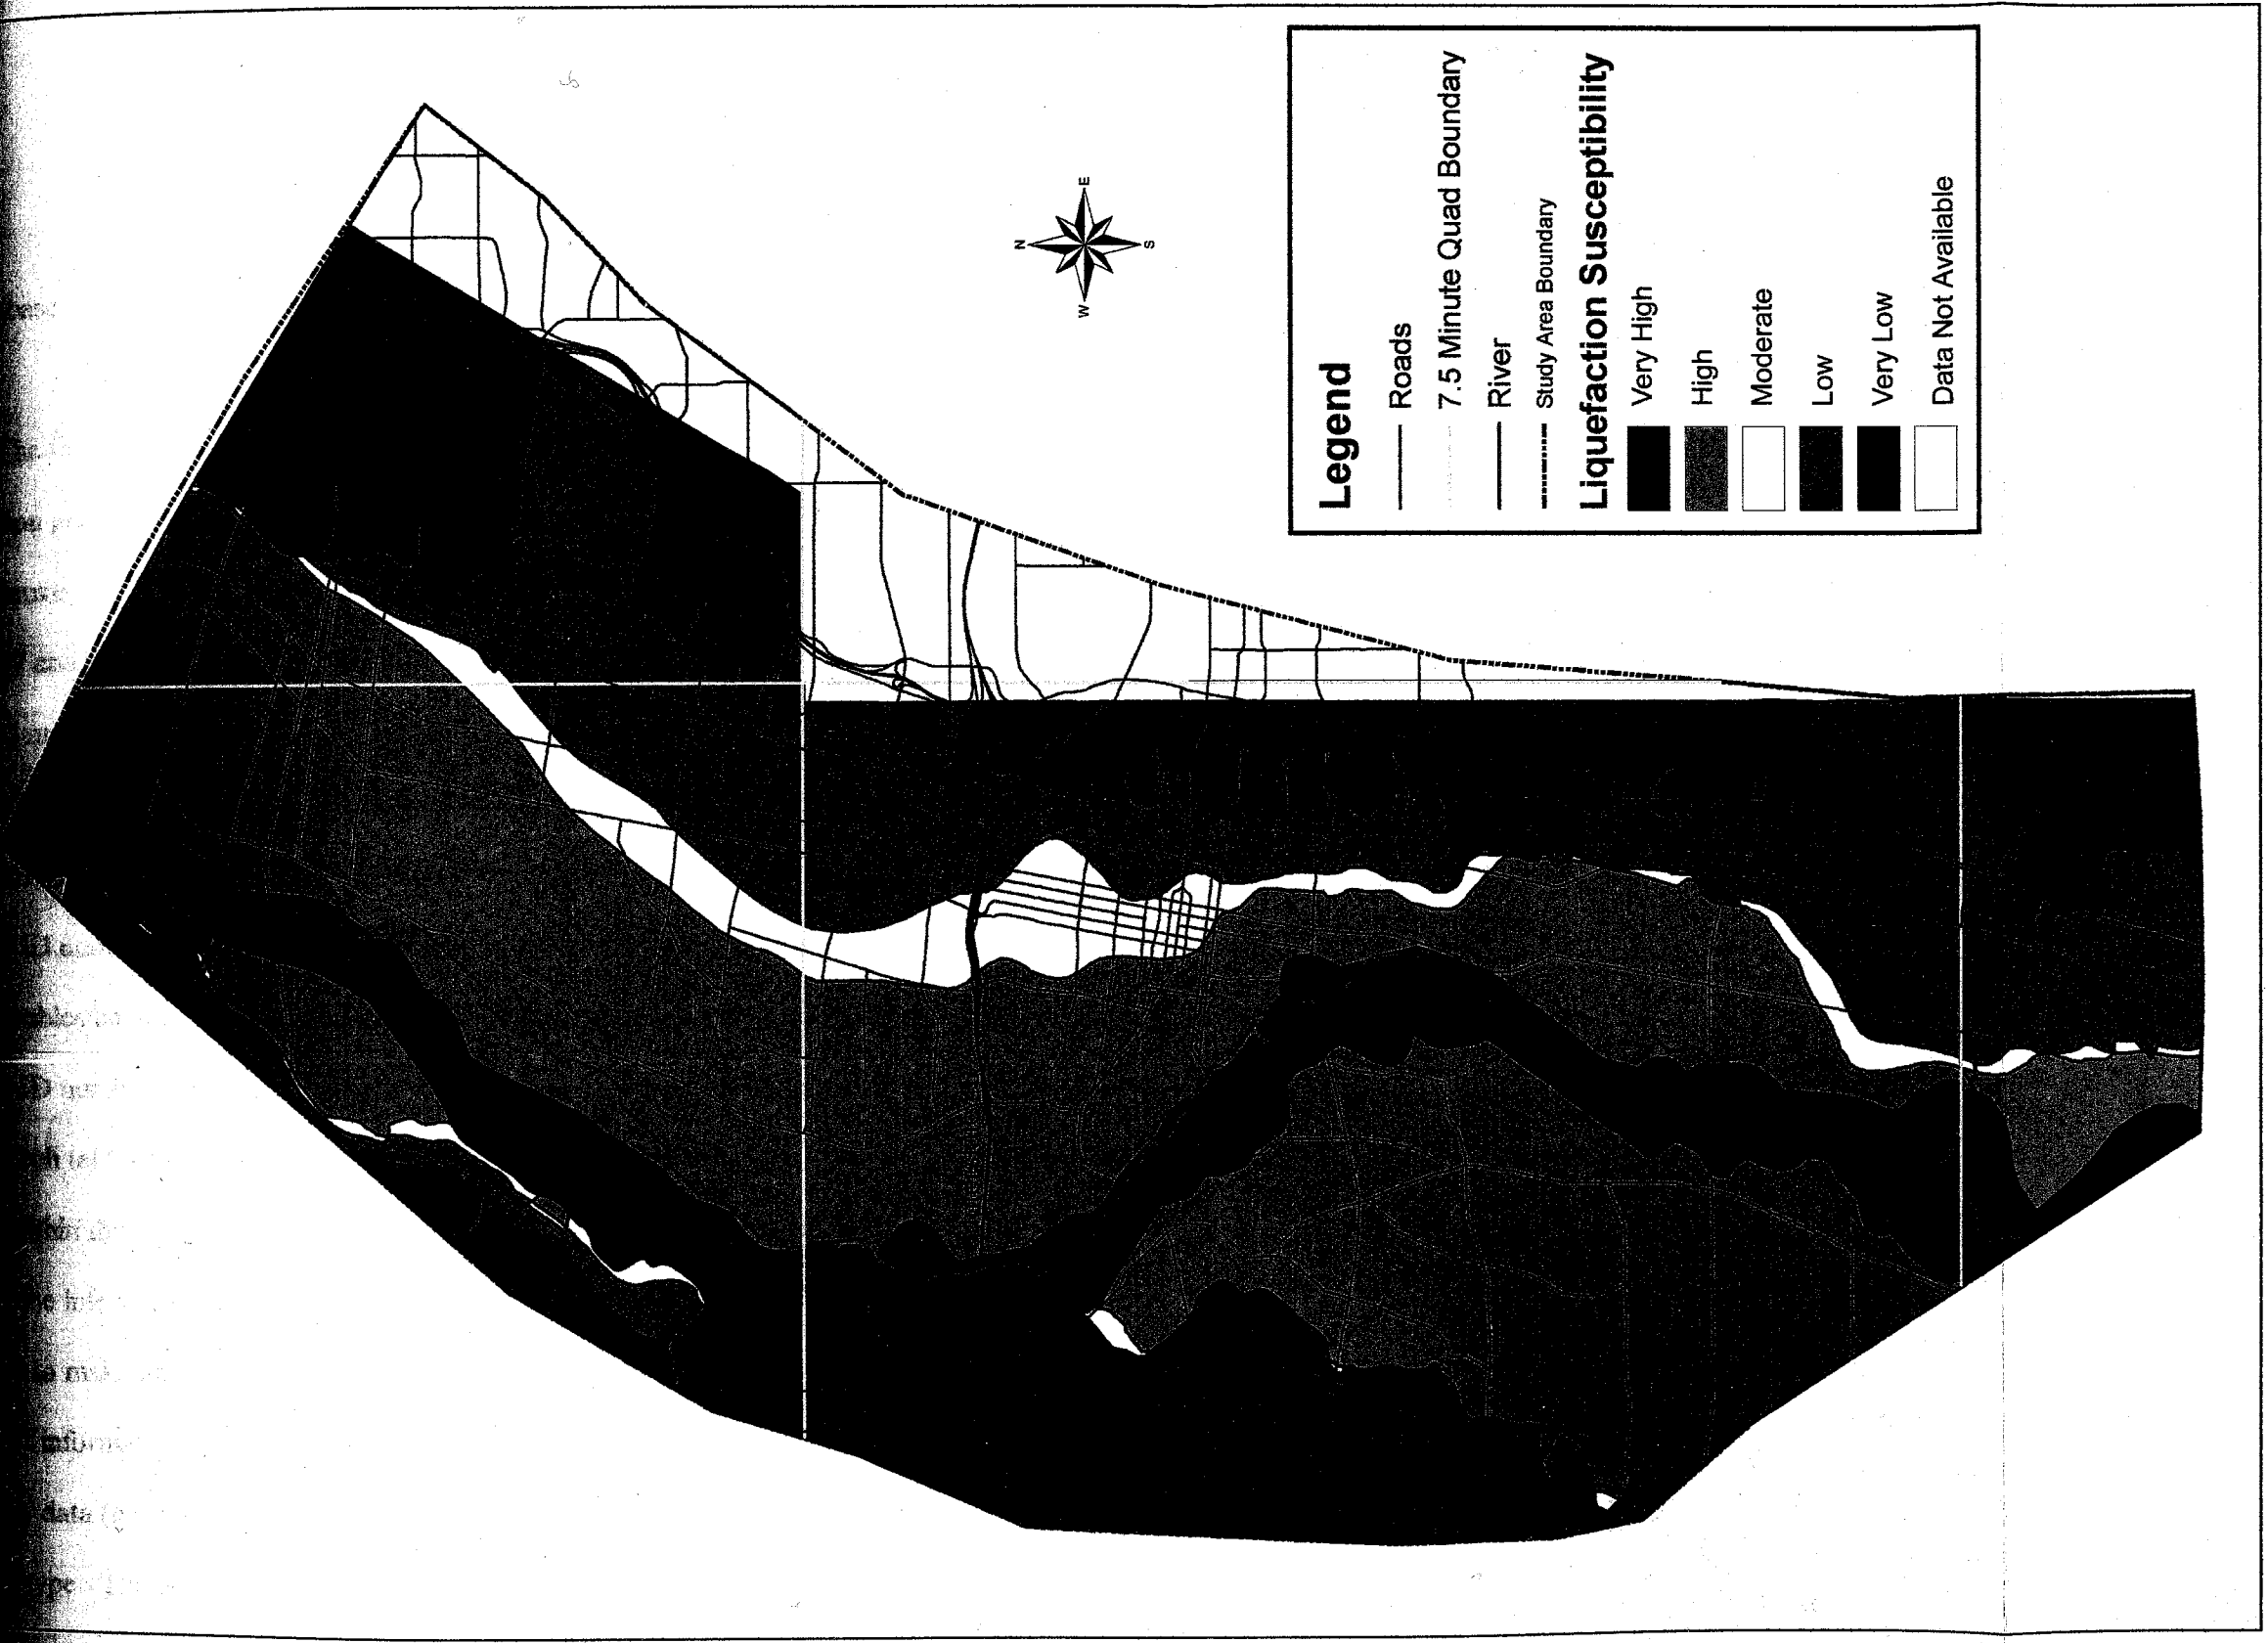 N
E
S
W
Legend
Roads
7.5 Minute Quad Boundary
River
Study Area Boundary
Liquefaction Susceptibility
Very High
High
Moderate
Low
Very Low
Data Not Available